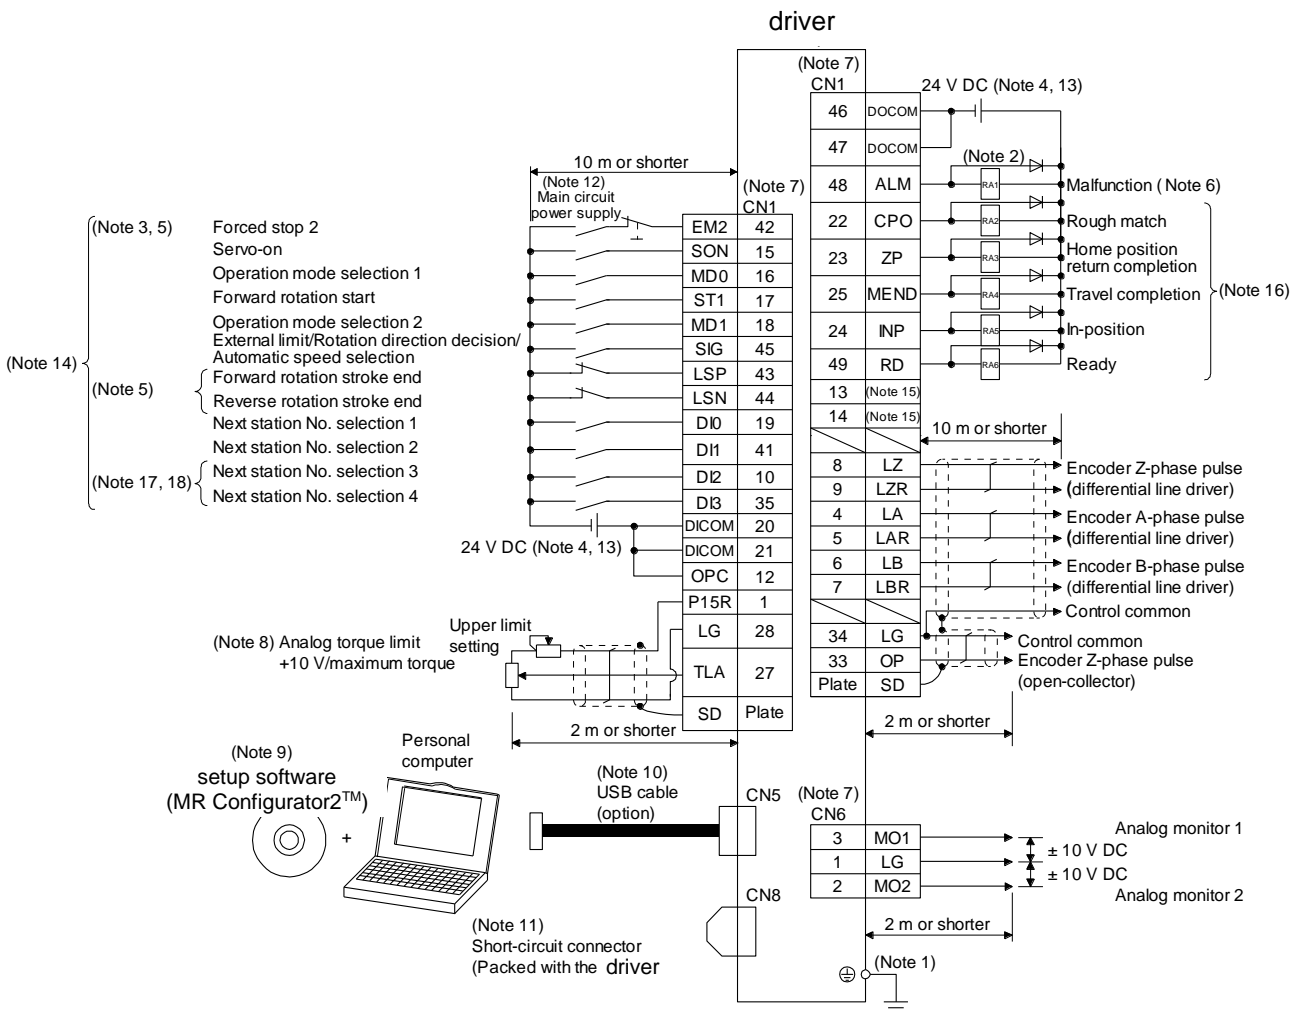 driver
(Note 7)
CN1
24 V DC (Note 4, 13)
46 DOCOM
47 DOCOM
(Note 2)
48 ALM RA1 Malfunction ( Note 6)
22 CPO RA2 Rough match
23 ZP RA3 Home position
return completion
25 MEND RA4 Travel completion
(Note 16)
24 INP RA5 In-position
49 RD RA6 Ready
13 (Note 15)
14 (Note 15)
10 m or shorter
8 LZ Encoder Z-phase pulse
9 LZR (differential line driver)
4 LA Encoder A-phase pulse
5 LAR (differential line driver)
6 LB Encoder B-phase pulse
7 LBR (differential line driver)
Control common
34 LG Control common
33 OP Encoder Z-phase pulse
(open-collector)
Plate SD
2 m or shorter
10 m or shorter
(Note 12)
Main circuit
power supply
(Note 7)
CN1
(Note 14)
(Note 3, 5) Forced stop 2 EM2 42
Servo-on SON 15
Operation mode selection 1 MD0 16
Forward rotation start ST1 17
Operation mode selection 2 MD1 18
External limit/Rotation direction decision/
Automatic speed selection SIG 45
(Note 5)
Forward rotation stroke end LSP 43
Reverse rotation stroke end LSN 44
Next station No. selection 1 DI0 19
Next station No. selection 2 DI1 41
(Note 17, 18)
Next station No. selection 3 DI2 10
Next station No. selection 4 DI3 35
DICOM 20
24 V DC (Note 4, 13)
DICOM 21
OPC 12
P15R 1
Upper limit
setting
LG 28
(Note 8) Analog torque limit
+10 V/maximum torque
TLA 27
SD Plate
2 m or shorter
(Note 9)
setup software
(MR Configurator2TM)
+
Personal
computer
(Note 10)
USB cable
(option)
CN5
(Note 11)
Short-circuit connector
(Packed with the driver
CN8
(Note 7)
CN6
3 MO1 Analog monitor 1
± 10 V DC
1 LG
± 10 V DC
2 MO2 Analog monitor 2
2 m or shorter
(Note 1)